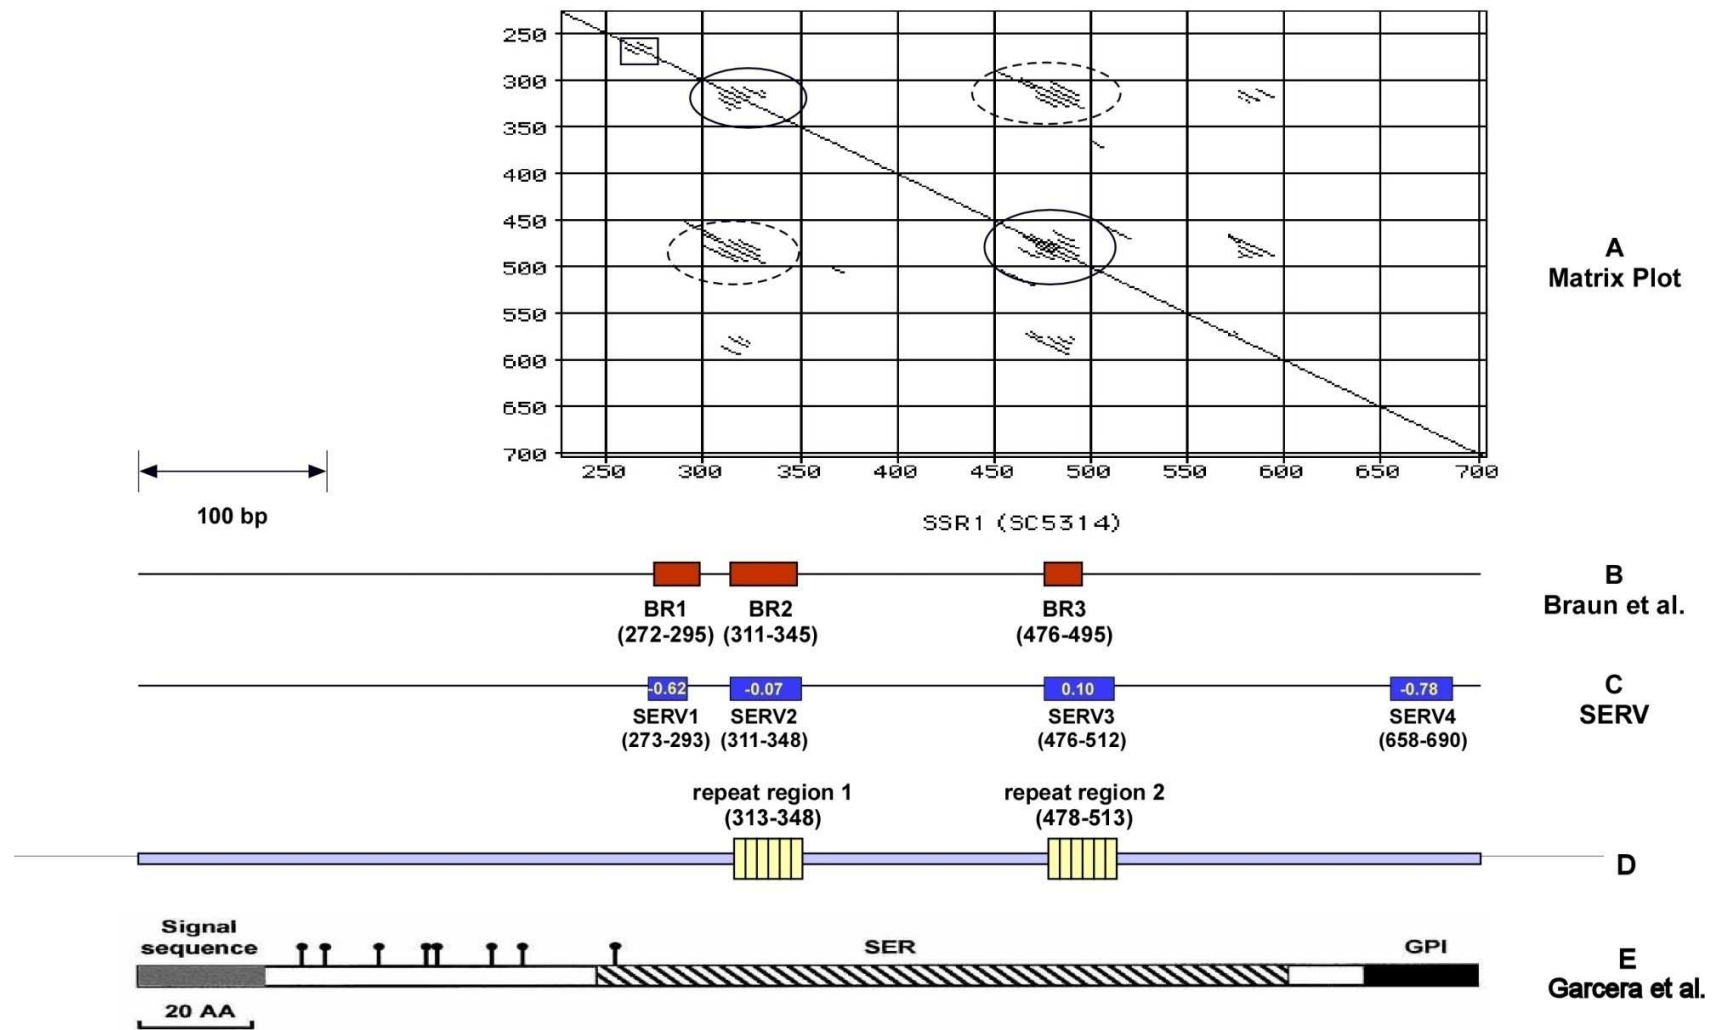 250
300
350
400
450
500
550
600
650
700
250 300 350 400 450 500 550 600 650 700
SSR1 (SC5314)
A
Matrix Plot
100 bp
BR1
(272-295)
BR2
(311-345)
BR3
(476-495)
B
Braun et al.
-0.62
-0.07
0.10
-0.78
SERV1
(273-293)
SERV2
(311-348)
SERV3
(476-512)
SERV4
(658-690)
C
SERV
repeat region 1
(313-348)
repeat region 2
(478-513)
D
Signal
sequence
SER
GPI
20 AA
E
Garcera et al.